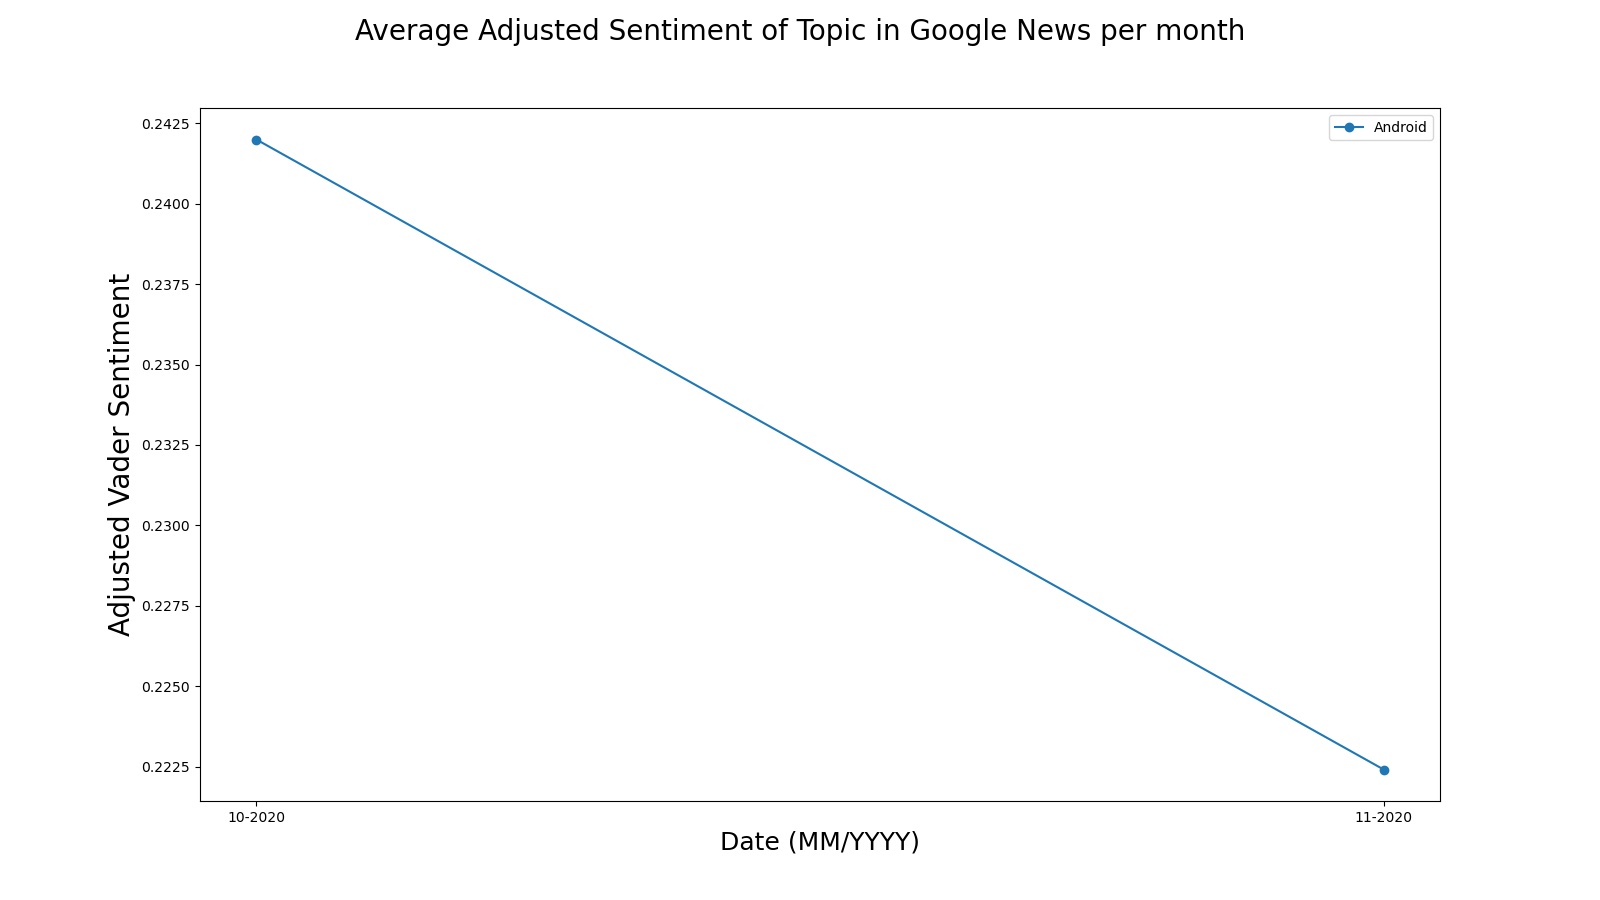 Average Adjusted Sentiment of Topic in Google News per month
Android
0.2425
0.2400
0.2375
0.2350
0.2325
0.2300
0.2275
0.2250
0.2225
Adjusted Vader Sentiment
10-2020
11-2020
Date (MM/YYYY)